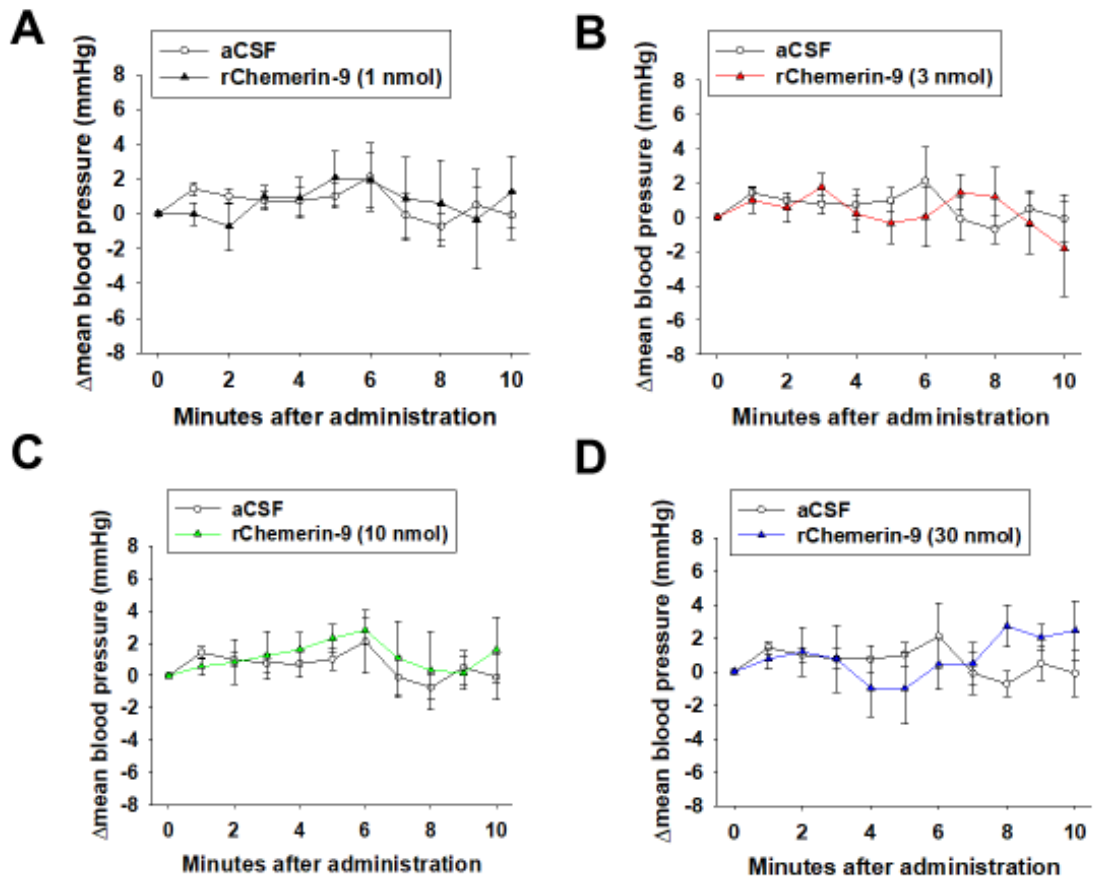 A
aCSF
rChemerin-9 (1 nmol)
Δmean blood pressure (mmHg)
8
6
4
2
0
-2
-4
-6
-8
0 2 4 6 8 10
Minutes after administration
B
aCSF
rChemerin-9 (3 nmol)
Δmean blood pressure (mmHg)
8
6
4
2
0
-2
-4
-6
-8
0 2 4 6 8 10
Minutes after administration
C
aCSF
rChemerin-9 (10 nmol)
Δmean blood pressure (mmHg)
8
6
4
2
0
-2
-4
-6
-8
0 2 4 6 8 10
Minutes after administration
D
aCSF
rChemerin-9 (30 nmol)
Δmean blood pressure (mmHg)
8
6
4
2
0
-2
-4
-6
-8
0 2 4 6 8 10
Minutes after administration